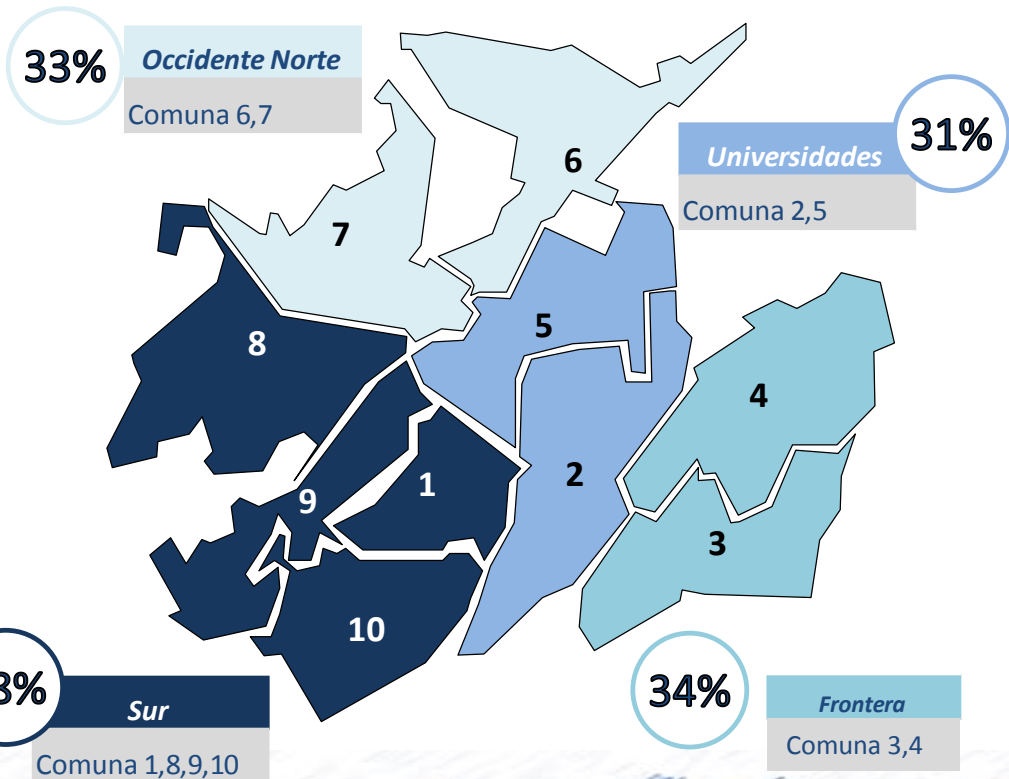 33%
Occidente Norte
Comuna 6,7
31%
Universidades
Comuna 2,5
6
7
5
8
4
1
2
9
3
10
Sur
Comuna 1,8,9,10
34%
Frontera
Comuna 3,4